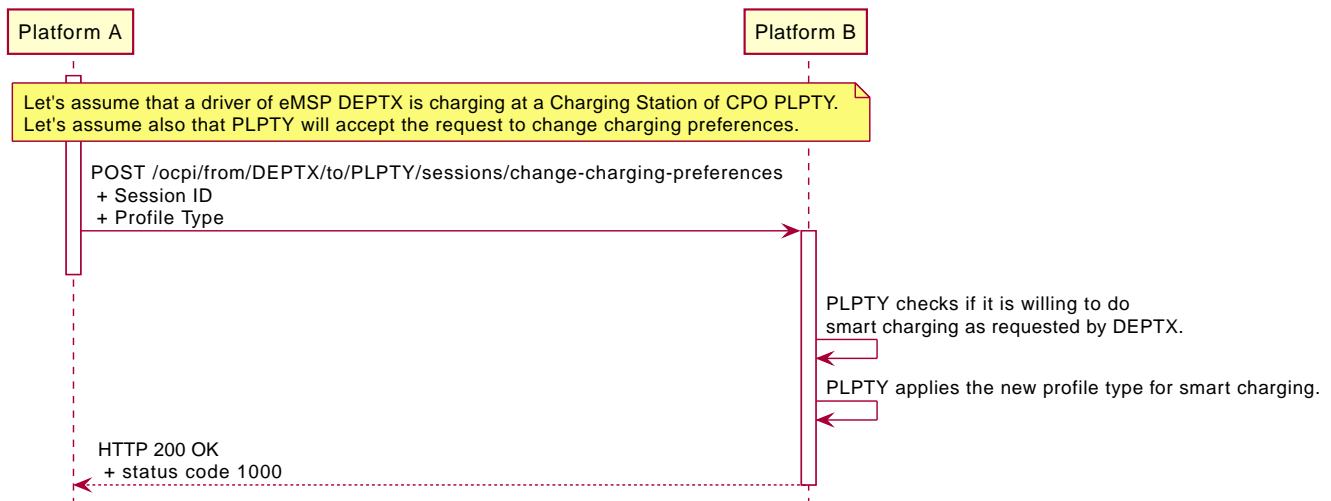 Platform A
Platform B
Let's assume that a driver of eMSP DEPTX is charging at a Charging Station of CPO PLPTY.
Let's assume also that PLPTY will accept the request to change charging preferences.
POST /ocpi/from/DEPTX/to/PLPTY/sessions/change-charging-preferences
+ Session ID
+ Profile Type
PLPTY checks if it is willing to do
smart charging as requested by DEPTX.
PLPTY applies the new profile type for smart charging.
HTTP 200 OK
+ status code 1000